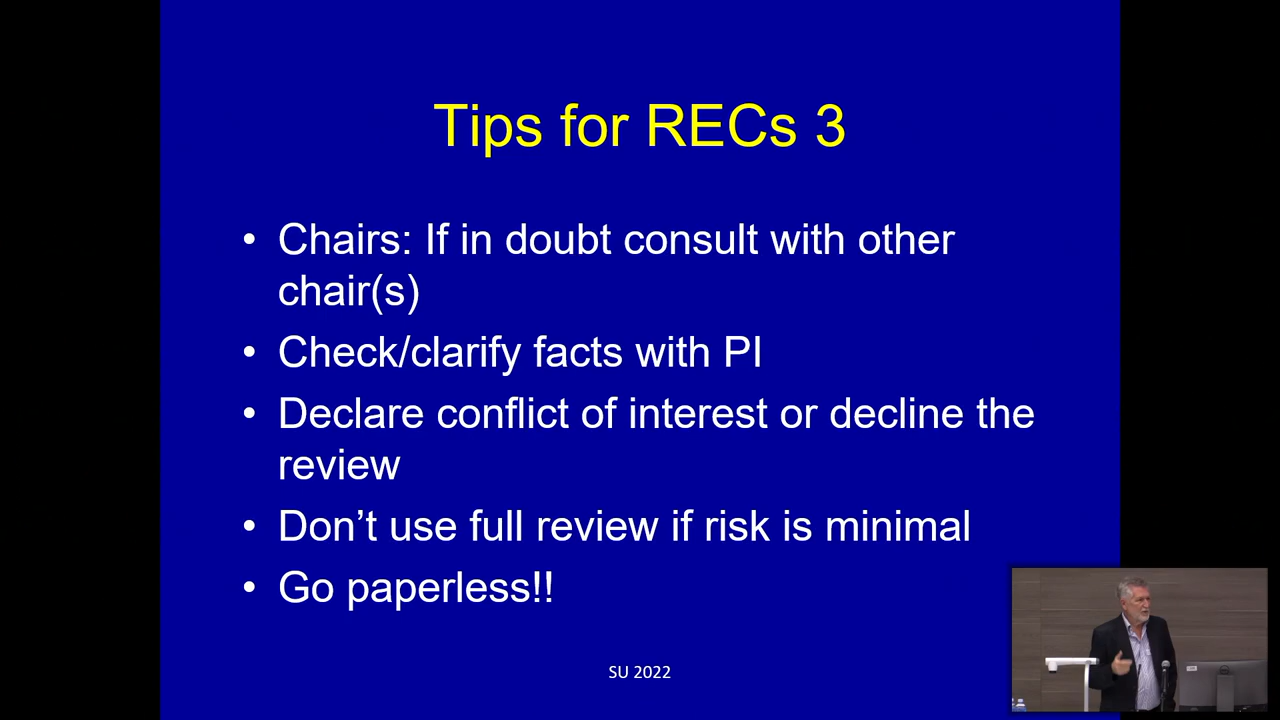 Tips for RECs 3
• Chairs: If in doubt consult with other
chair(s)
• Check/clarify facts with PI
• Declare conflict of interest or decline the
review
• Don’t use full review if risk is minimal
• Go paperless!!
SU 2022